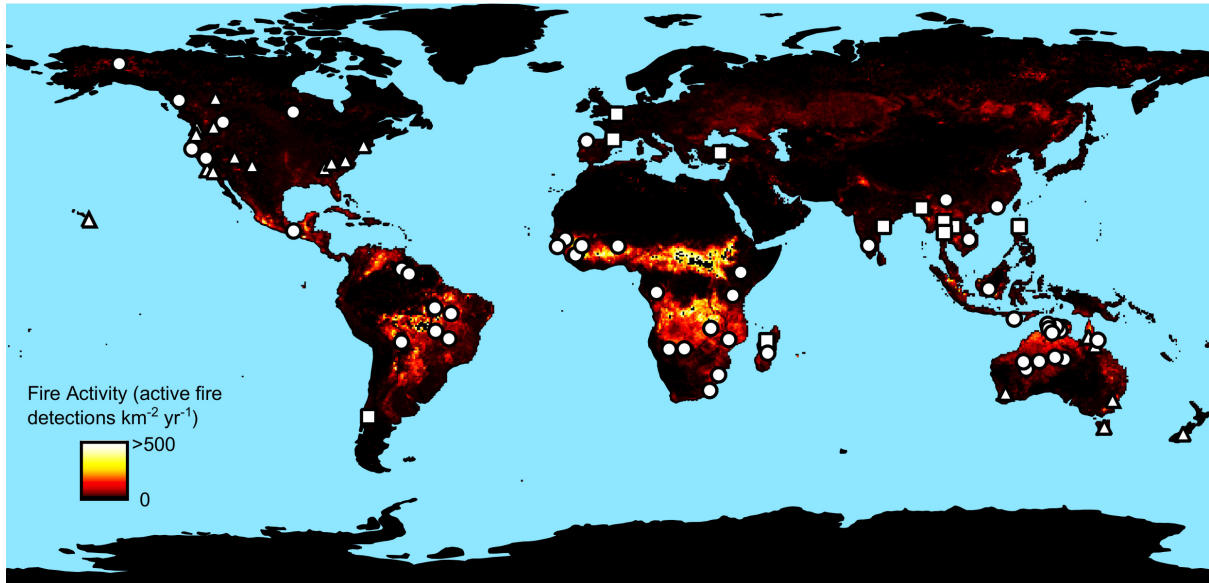 Fire Activity (active fire
detections km⁻² yr⁻¹)
>500
0